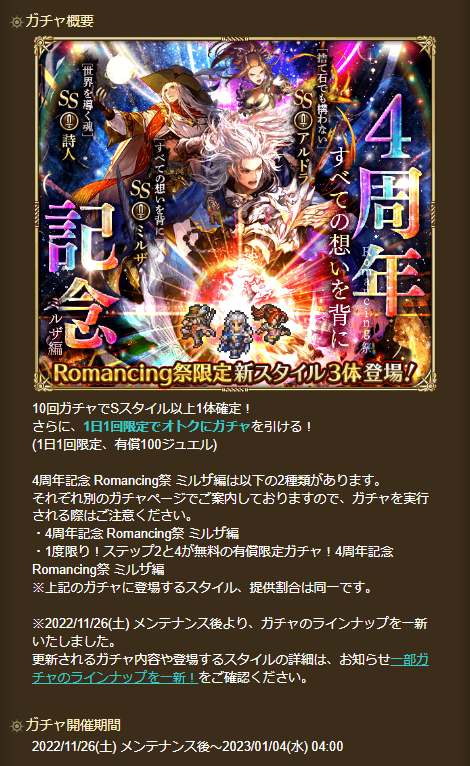 ガチャ概要
4周年
記念
Romancing祭
すべての想いを背に
ミルザ編
[捨て石でも構わない]
SS アルドラ
[世界を導く魂]
SS 詩人
[すべての想いを背に]
SS ミルザ
Romancing祭限定新スタイル3体登場!
10回ガチャでSスタイル以上1体確定！
さらに、1日1回限定でオトクにガチャを引ける！
(1日1回限定、有償100ジュエル)
4周年記念 Romancing祭 ミルザ編は以下の2種類があります。
それぞれ別のガチャページでご案内しておりますので、ガチャを実行
される際はご注意ください。
・4周年記念 Romancing祭 ミルザ編
・1度限り！ステップ2と4が無料の有償限定ガチャ！4周年記念
Romancing祭 ミルザ編
※上記のガチャに登場するスタイル、提供割合は同一です。
※2022/11/26(土) メンテナンス後より、ガチャのラインナップを一新
いたしました。
更新されるガチャ内容や登場するスタイルの詳細は、お知らせ一部ガ
チャのラインナップを一新！をご確認ください。
ガチャ開催期間
2022/11/26(土) メンテナンス後～2023/01/04(水) 04:00